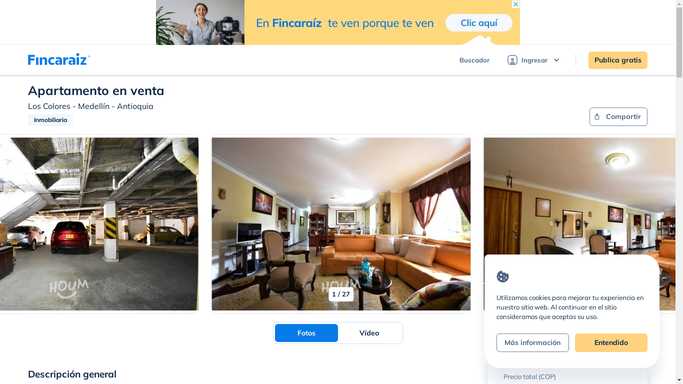 En Fincaraíz te ven porque te ven
Clic aquí
Fincaraiz
Buscador
Ingresar
Publica gratis
Apartamento en venta
Los Colores - Medellín - Antioquia
Inmobiliaria
Compartir
HOUM
HOUM
1 / 27
Utilizamos cookies para mejorar tu experiencia en
nuestro sitio web. Al continuar en el sitio
consideramos que aceptas su uso.
Más información
Entendido
Fotos
Vídeo
Descripción general
Precio total (COP)